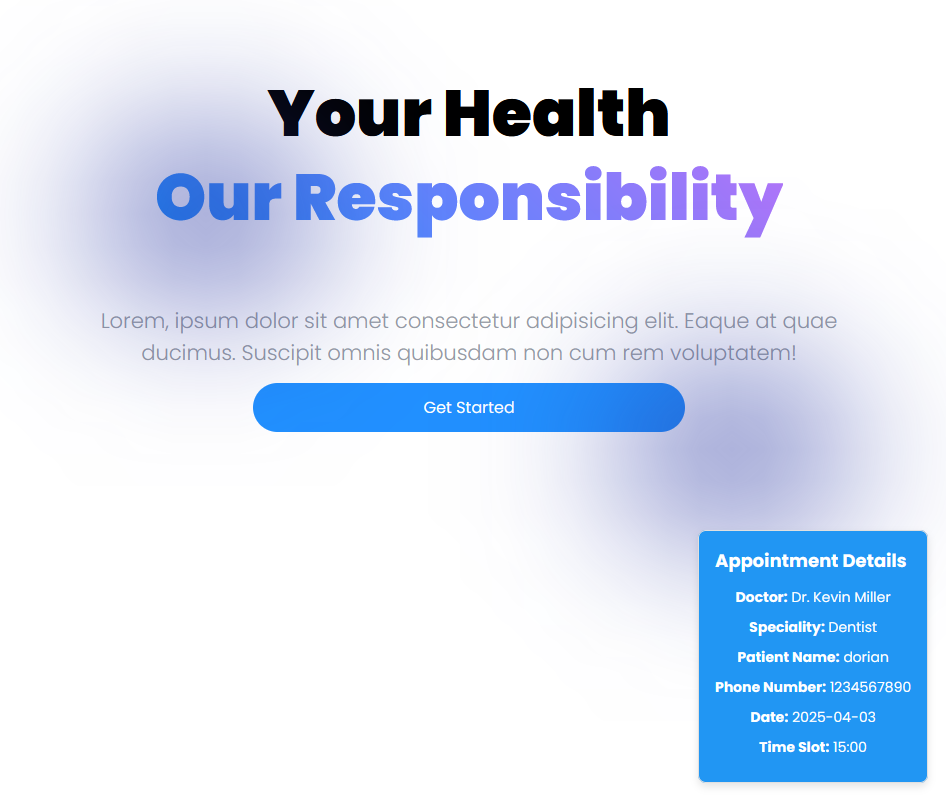 Your Health
Our Responsibility
Lorem, ipsum dolor sit amet consectetur adipisicing elit. Eaque at quae
ducimus. Suscipit omnis quibusdam non cum rem voluptatem!
Get Started
Appointment Details
Doctor: Dr. Kevin Miller
Speciality: Dentist
Patient Name: dorian
Phone Number: 1234567890
Date: 2025-04-03
Time Slot: 15:00